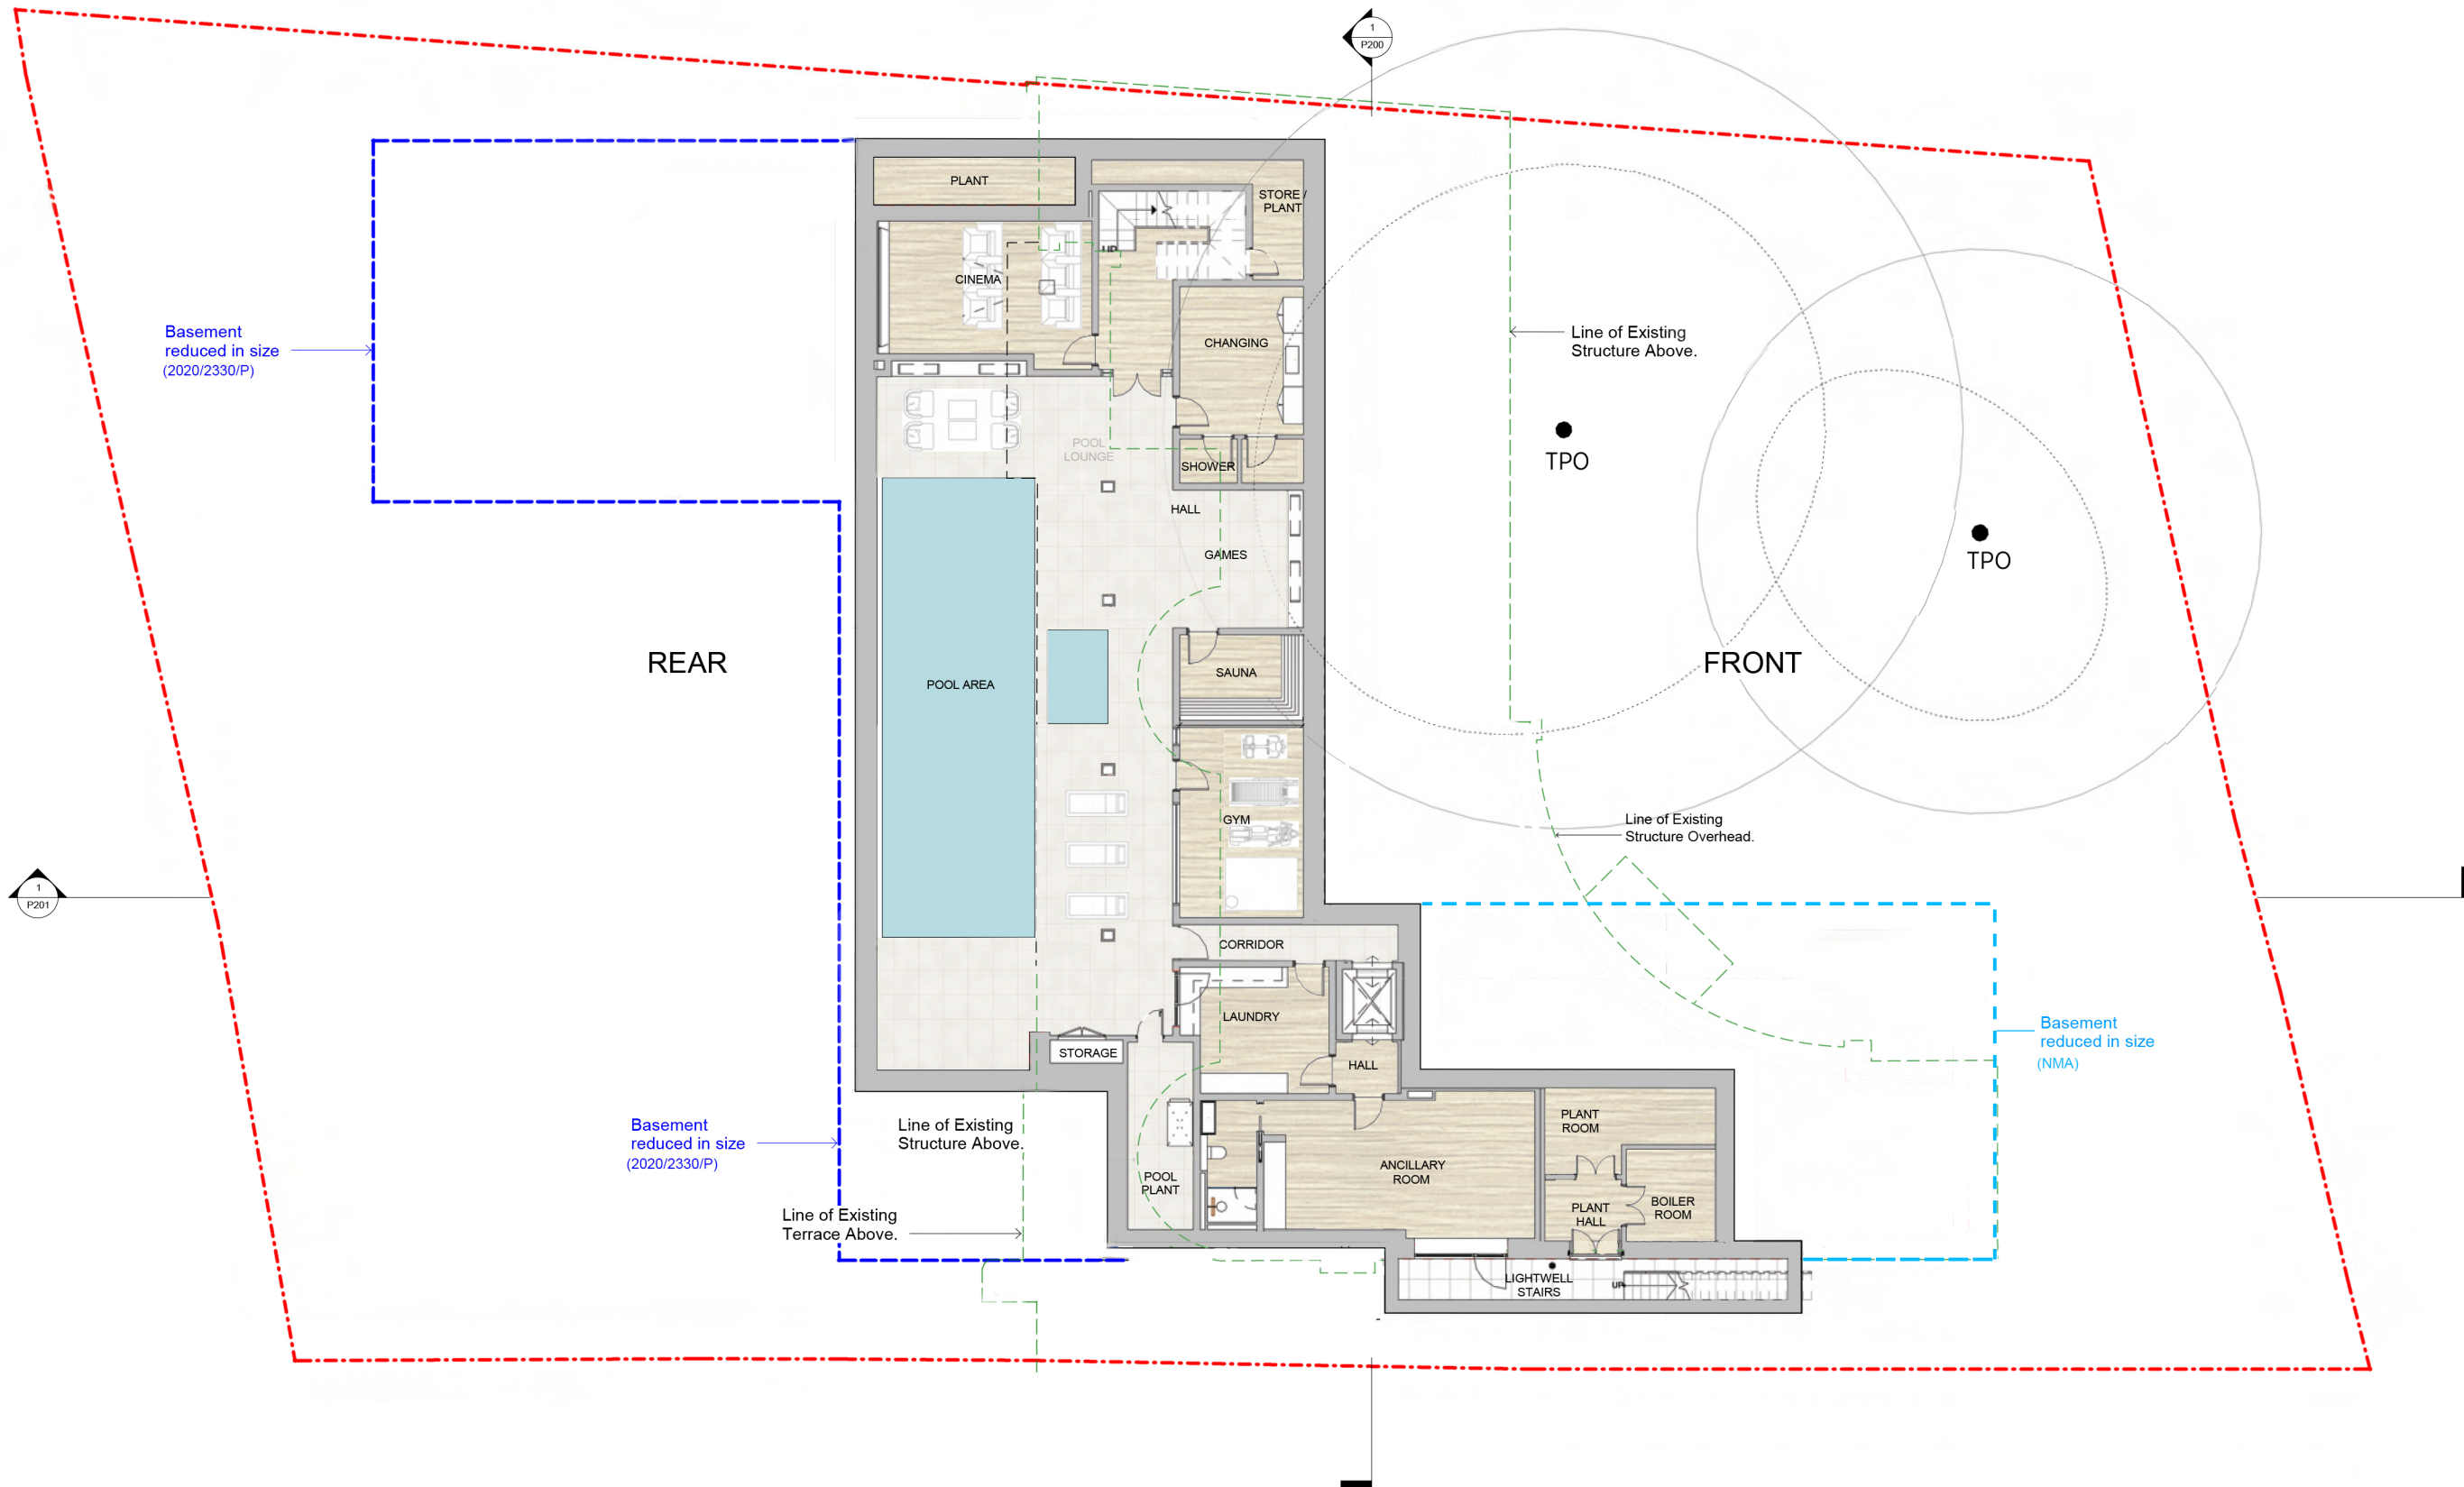 1
P200
PLANT
STORE /
PLANT
UP
CINEMA
Basement
reduced in size
(2020/2330/P)
CHANGING
Line of Existing
Structure Above.
POOL
LOUNGE
SHOWER
TPO
HALL
GAMES
TPO
REAR
FRONT
SAUNA
POOL AREA
GYM
Line of Existing
Structure Overhead.
1
P201
CORRIDOR
LAUNDRY
Basement
reduced in size
(NMA)
STORAGE
HALL
Basement
reduced in size
(2020/2330/P)
Line of Existing
Structure Above.
PLANT
ROOM
ANCILLARY
ROOM
POOL
PLANT
BOILER
ROOM
PLANT
HALL
Line of Existing
Terrace Above.
LIGHTWELL
STAIRS
UP